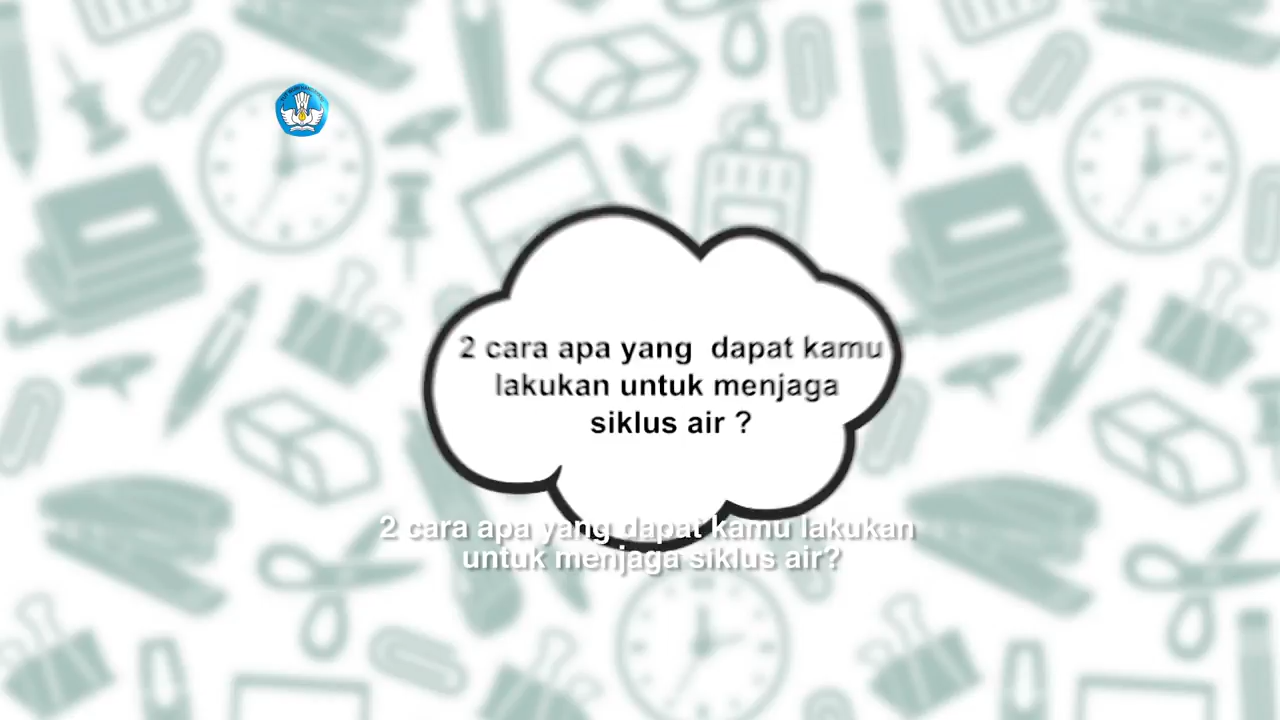 2 cara apa yang dapat kamu
lakukan untuk menjaga
siklus air ?
2 cara apa yang dapat kamu lakukan
untuk menjaga siklus air?